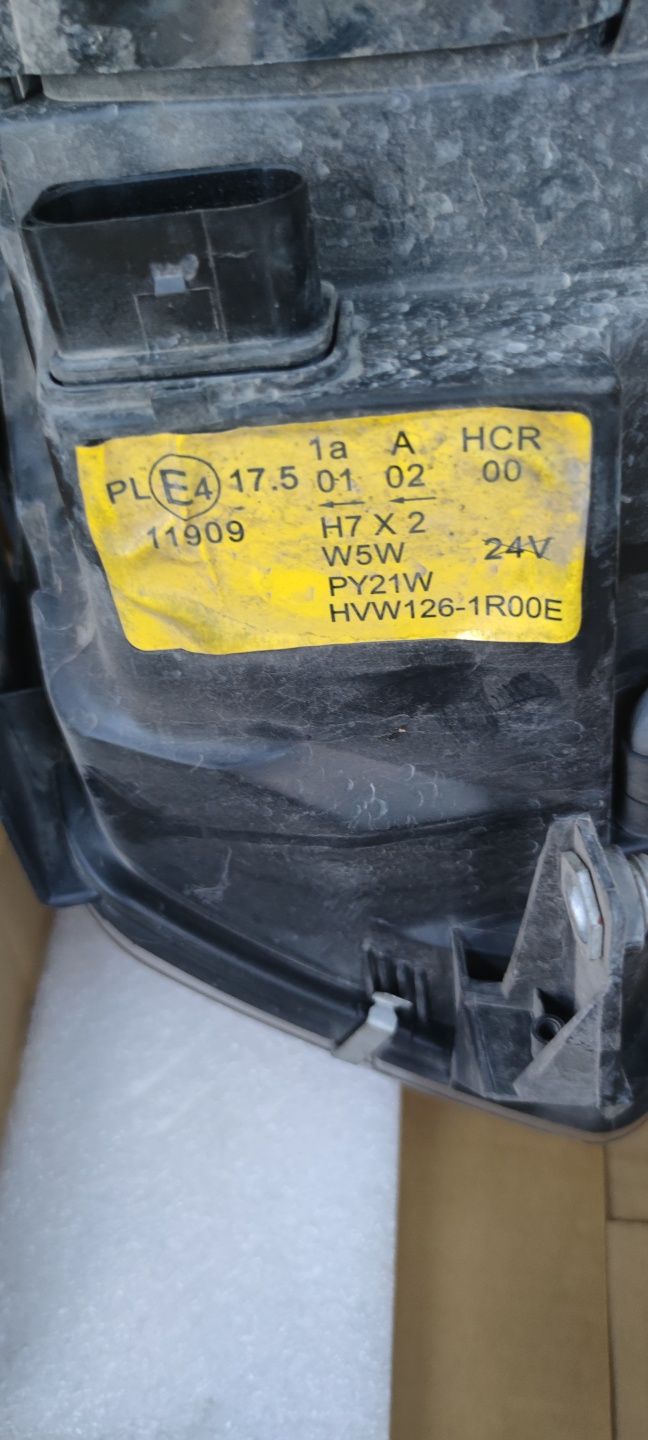 1a A HCR
PL E4 17.5 01 02 00
11909 H7 X 2
W5W 24V
PY21W
HVW126-1R00E